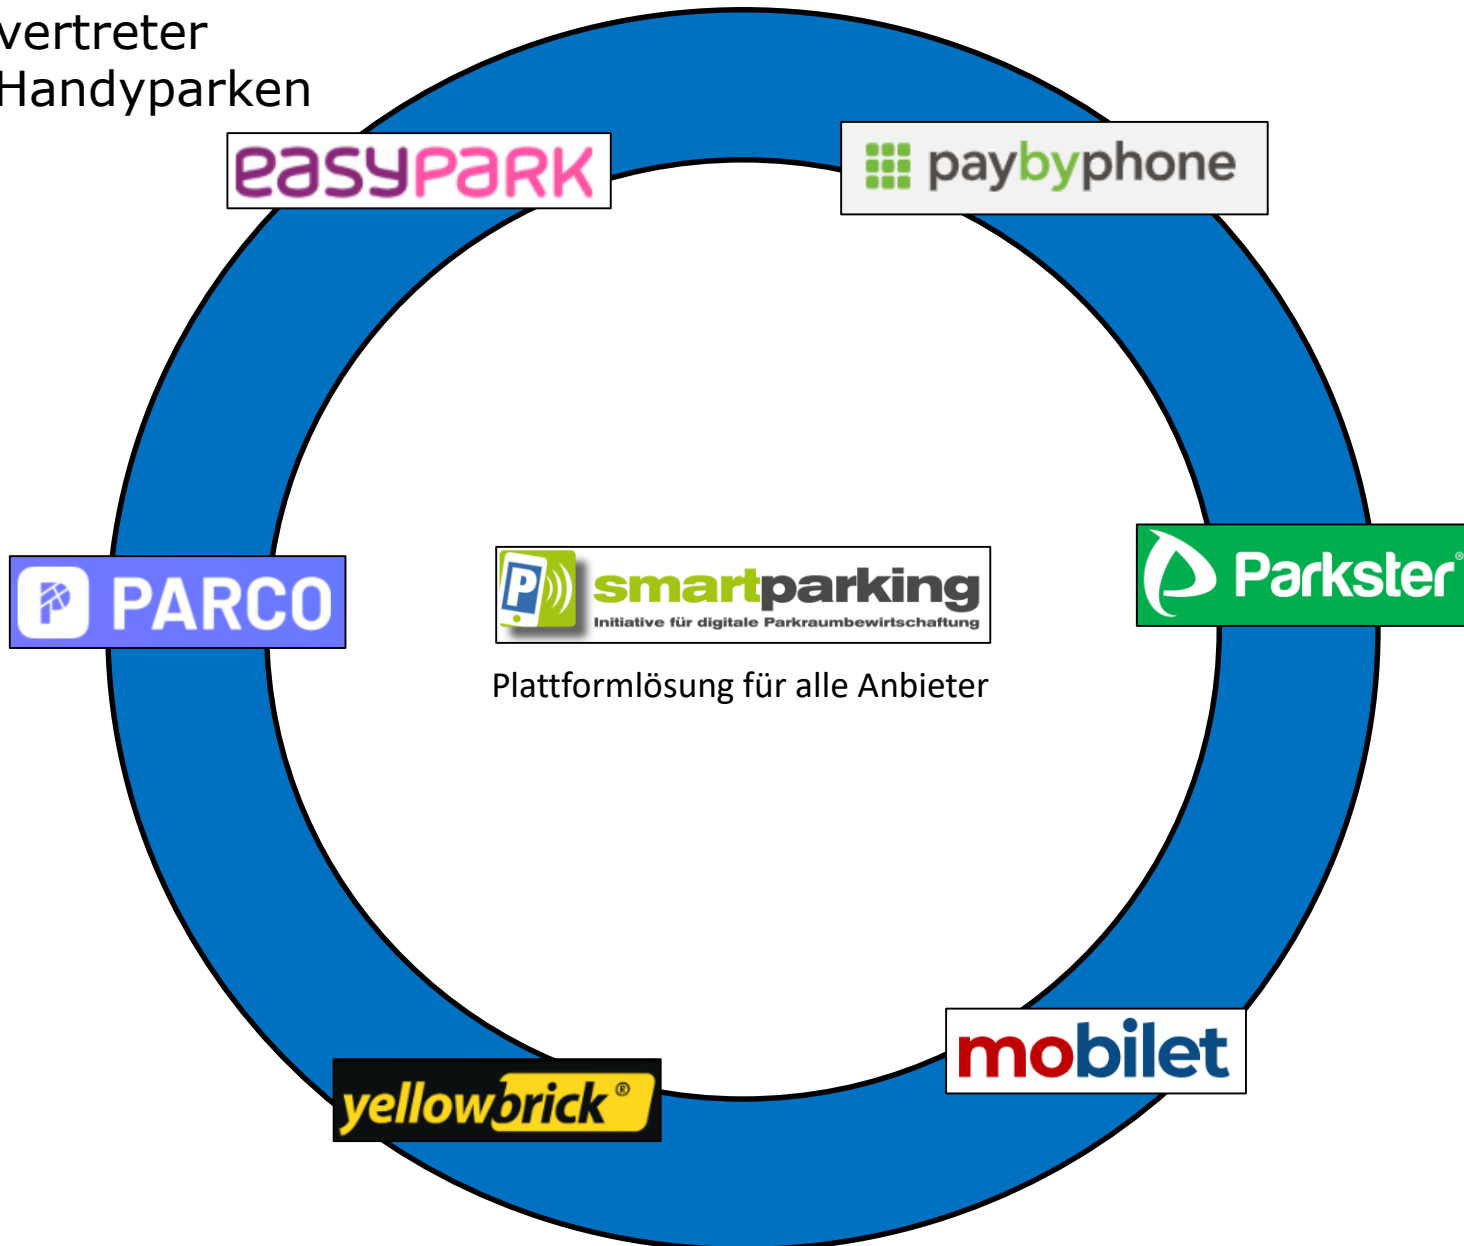 vertreter
Handyparken
easypark
paybyphone
PARCO
P
smartparking
Initiative für digitale Parkraumbewirtschaftung
Parkster®
Plattformlösung für alle Anbieter
mobilet
yellowbrick®